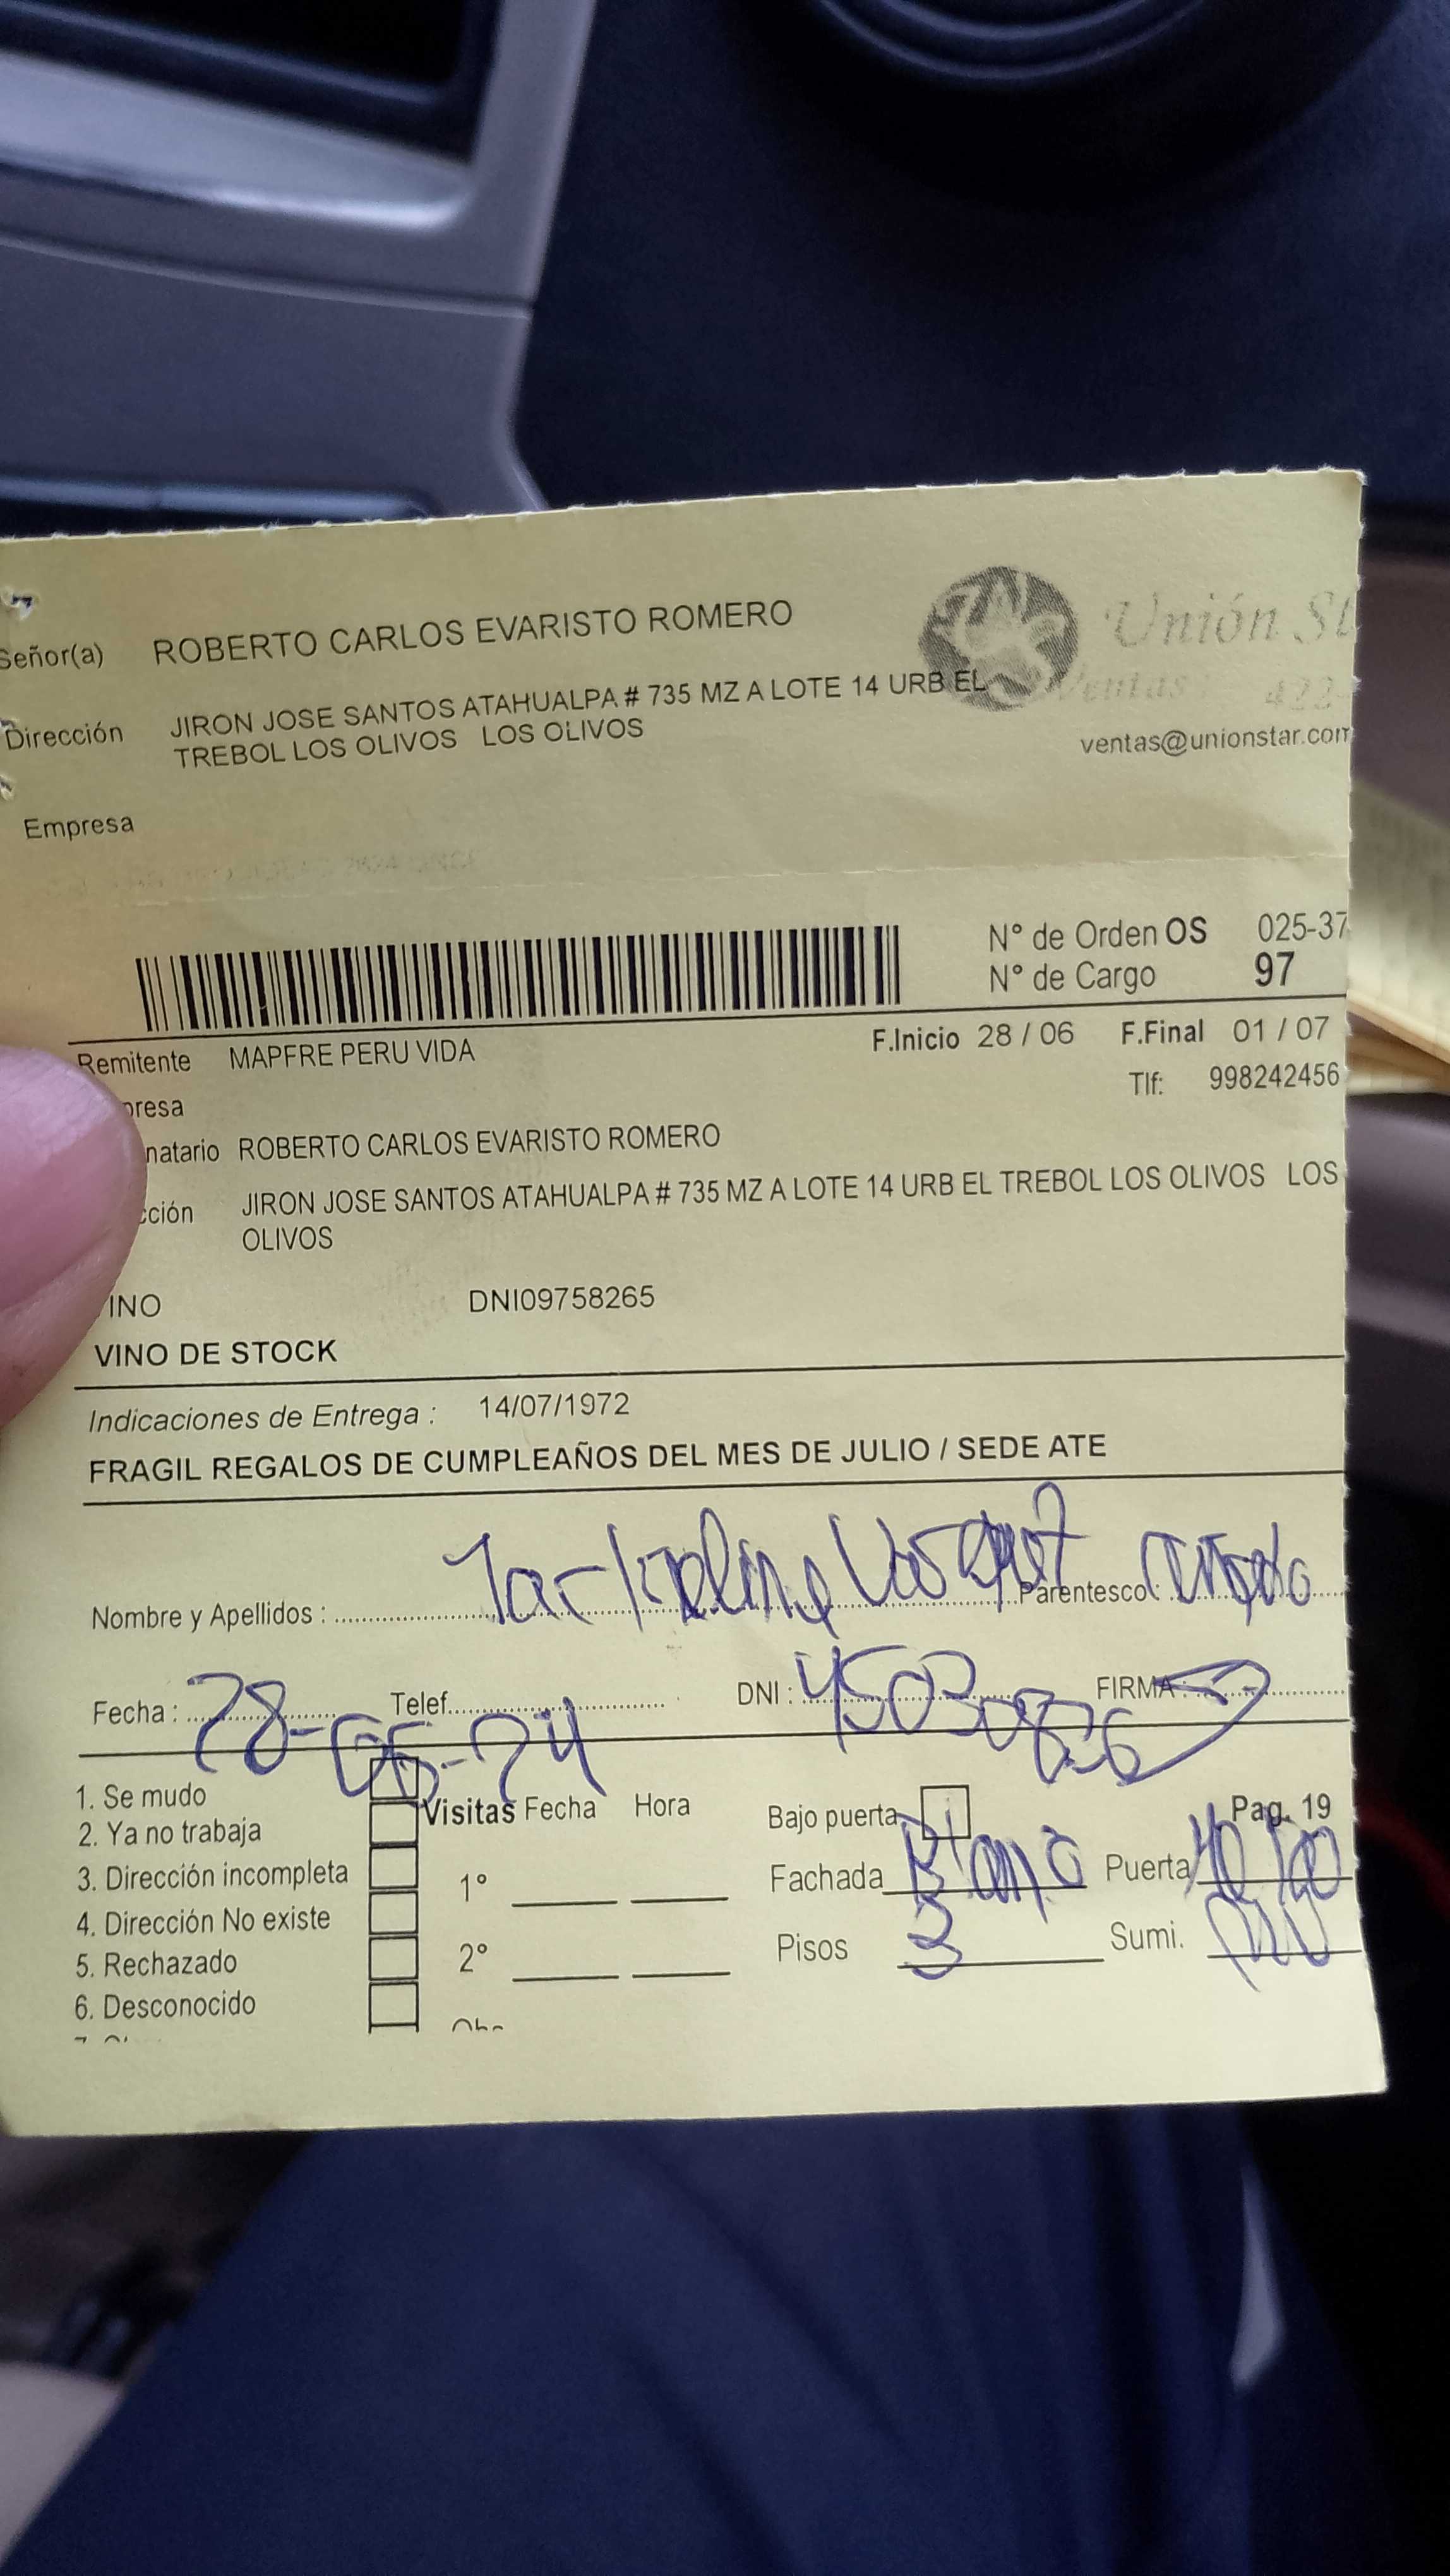 Señor(a) ROBERTO CARLOS EVARISTO ROMERO
Unión St
Dirección JIRON JOSE SANTOS ATAHUALPA # 735 MZ A LOTE 14 URB EL
TREBOL LOS OLIVOS LOS OLIVOS
Ventas 422
ventas@unionstar.com
Empresa
N° de Orden OS 025-37
N° de Cargo 97
Remitente MAPFRE PERU VIDA F.Inicio 28 / 06 F.Final 01 / 07
presa Tlf: 998242456
natario ROBERTO CARLOS EVARISTO ROMERO
cción JIRON JOSE SANTOS ATAHUALPA # 735 MZ A LOTE 14 URB EL TREBOL LOS OLIVOS LOS
OLIVOS
INO DNI09758265
VINO DE STOCK
Indicaciones de Entrega : 14/07/1972
FRAGIL REGALOS DE CUMPLEAÑOS DEL MES DE JULIO / SEDE ATE
Nombre y Apellidos : Parentesco :
Fecha : 28-06-24 Telef. DNI : FIRMA :
1. Se mudo
2. Ya no trabaja
3. Dirección incompleta
4. Dirección No existe
5. Rechazado
6. Desconocido
Visitas Fecha Hora
1°
2°
Bajo puerta Pag. 19
Fachada Puerta
Pisos 3 Sumi.